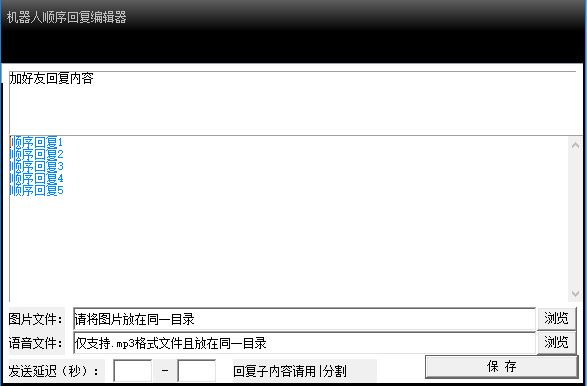 机器人顺序回复编辑器
加好友回复内容
顺序回复1
顺序回复2
顺序回复3
顺序回复4
顺序回复5
图片文件： 请将图片放在同一目录 浏览
语音文件： 仅支持.mp3格式文件且放在同一目录 浏览
发送延迟（秒）： - 回复子内容请用|分割 保 存